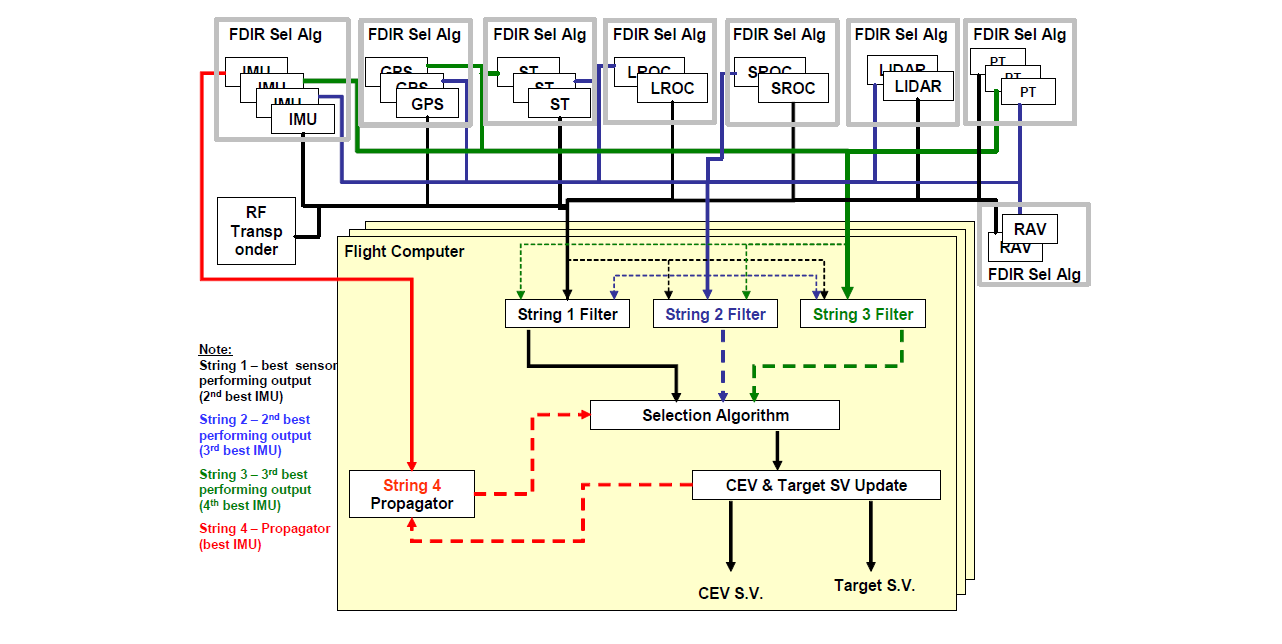 FDIR Sel Alg
FDIR Sel Alg
FDIR Sel Alg
FDIR Sel Alg
FDIR Sel Alg
FDIR Sel Alg
FDIR Sel Alg
IMU
IMU
IMU
IMU
GPS
GPS
GPS
ST
ST
ST
LROC
LROC
SROC
SROC
LIDAR
LIDAR
PT
PT
PT
RF
Transp
onder
RAV
RAV
FDIR Sel Alg
Flight Computer
String 1 Filter
String 2 Filter
String 3 Filter
Note:
String 1 – best sensor
performing output
(2nd best IMU)
String 2 – 2nd best
performing output
(3rd best IMU)
String 3 – 3rd best
performing output
(4th best IMU)
String 4 – Propagator
(best IMU)
Selection Algorithm
String 4
Propagator
CEV & Target SV Update
CEV S.V.
Target S.V.